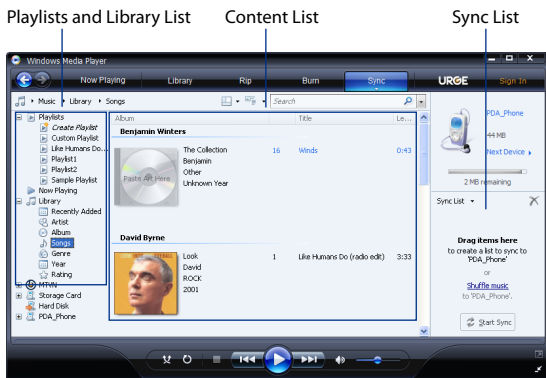 Playlists and Library List
Content List
Sync List
Windows Media Player
Now Playing
Library
Rip
Burn
Sync
URGE
Sign In
Music
Library
Songs
Search
Playlists
Create Playlist
Custom Playlist
Like Humans Do...
Playlist1
Playlist2
Sample Playlist
Now Playing
Library
Recently Added
Artist
Album
Songs
Genre
Year
Rating
MTVN
Storage Card
Hard Disk
PDA_Phone
Album
Title
Le...
Benjamin Winters
Paste Art Here
The Collection
16
Winds
0:43
Benjamin
Other
Unknown Year
David Byrne
Look
1
Like Humans Do (radio edit)
3:33
David
ROCK
2001
PDA_Phone
44 MB
Next Device
2 MB remaining
Sync List
Drag items here
to create a list to sync to
'PDA_Phone'
or
Shuffle music
to 'PDA_Phone'.
Start Sync